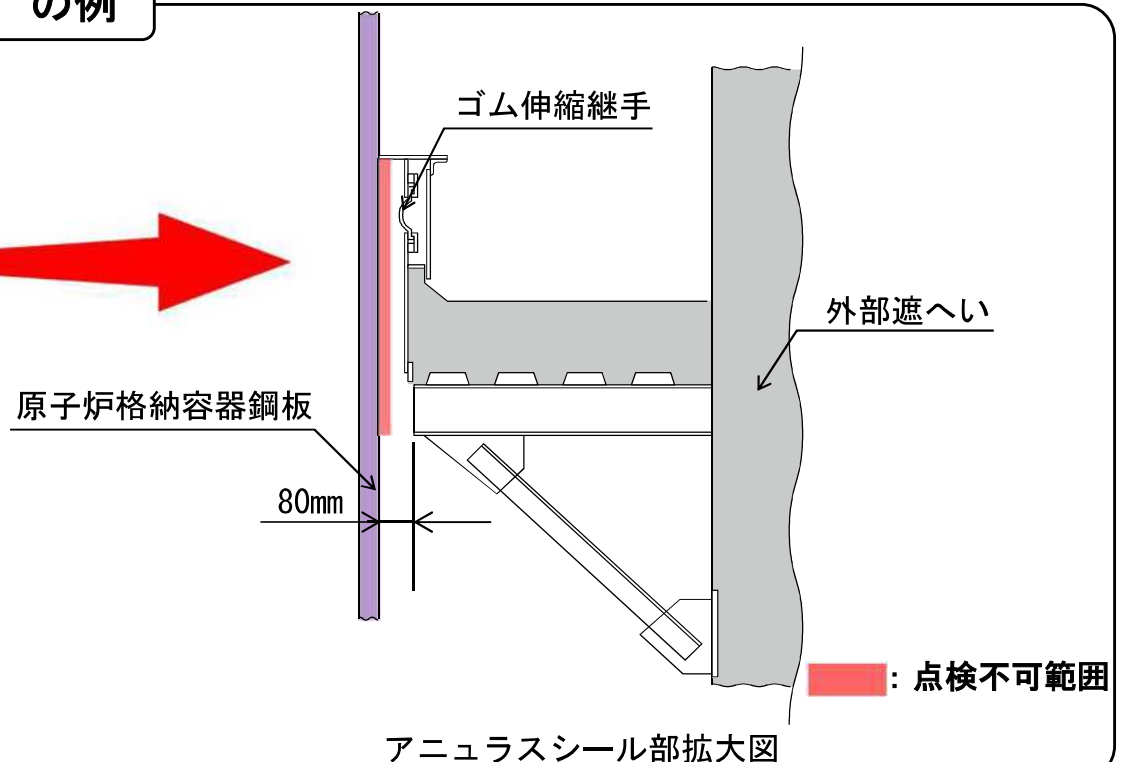 の例
ゴム伸縮継手
外部遮へい
原子炉格納容器鋼板
80mm
: 点検不可範囲
アニュラスシール部拡大図